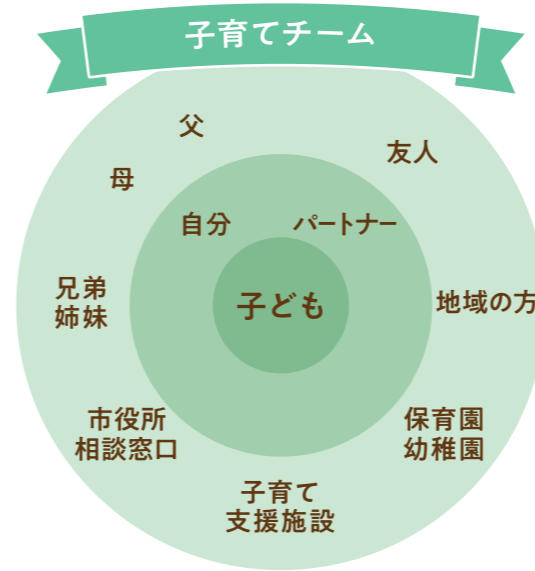 子育てチーム
父
友人
母
自分
パートナー
兄弟
姉妹
子ども
地域の方
市役所
相談窓口
保育園
幼稚園
子育て
支援施設